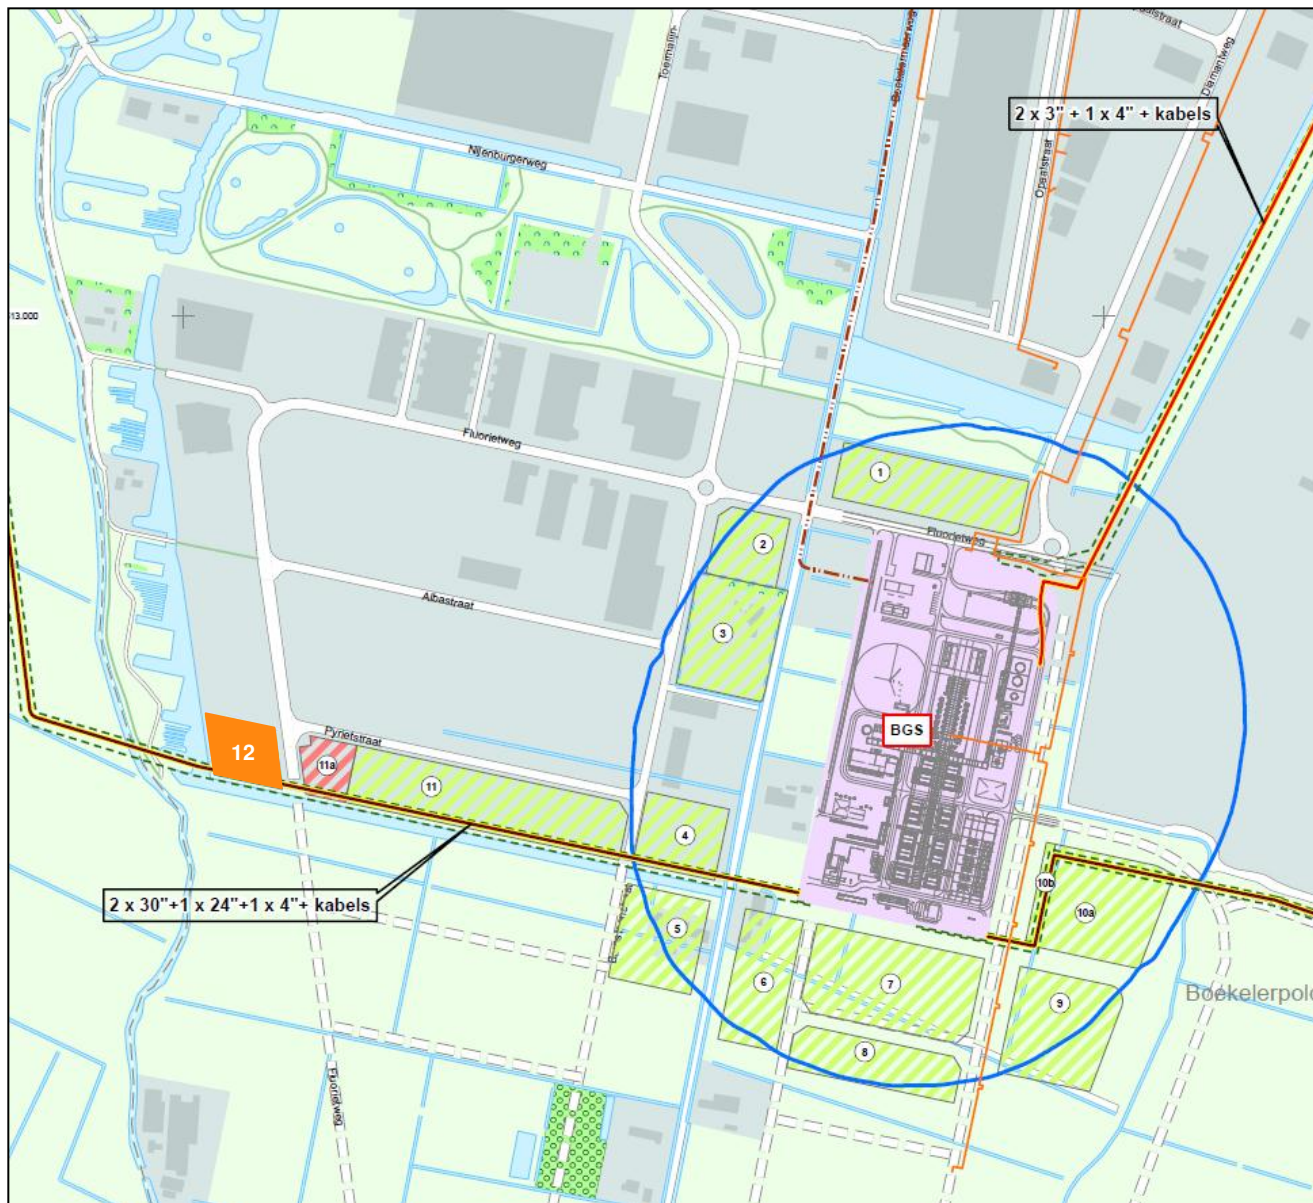 Opaalstraat
Toermalijn-
Boekelermeerweg
Diamantweg
2 x 3" + 1 x 4" + kabels
Nijenburgerweg
Opaalstraat
13.000
Fluorietweg
1
Fluorietweg
2
Albastraat
3
BGS
Pyrietstraat
12
11a
11
4
10b
2 x 30"+1 x 24"+1 x 4"+ kabels
10a
5
6
7
9
Boekelerpold
8
Fluorietweg